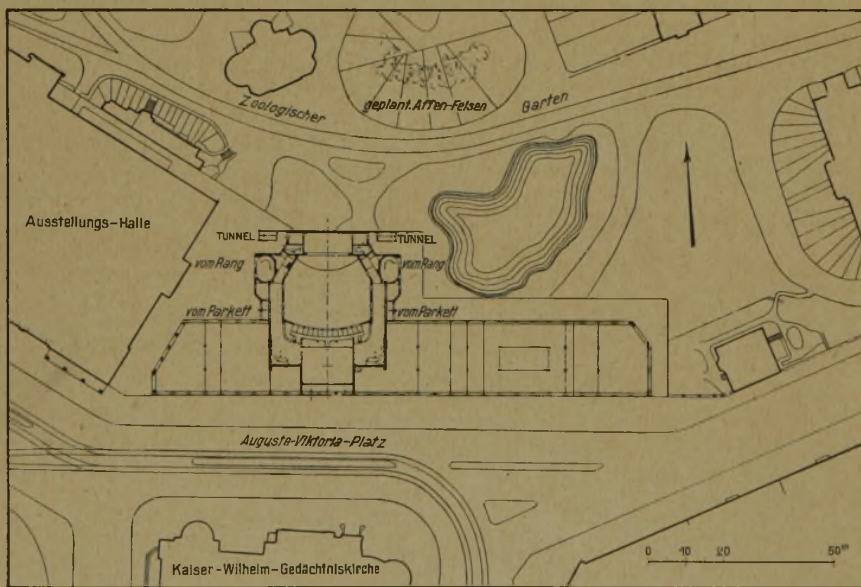 Zoologischer
geplant. Affen-Felsen
Garten
Ausstellungs-Halle
TUNNEL
TUNNEL
vom Rang
vom Rang
vom Parkett
vom Parkett
Auguste-Viktoria-Platz
Kaiser-Wilhelm-Gedächtniskirche
0 10 20 50m